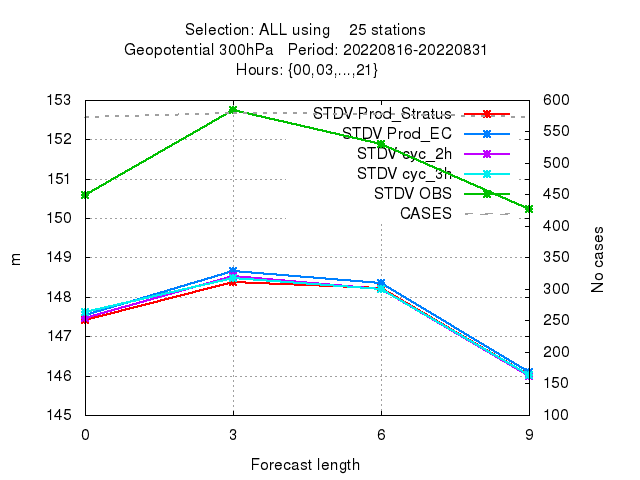 Selection: ALL using    25 stations
Geopotential 300hPa   Period: 20220816-20220831
Hours: {00,03,...,21}
153 600
STDV Prod_Stratus
152 550
STDV Prod_EC
500
STDV cyc_2h
151
STDV cyc_3h
450
STDV OBS
150
CASES
400
149 350
m
No cases
148 300
147 250
200
146
150
145 100
0 3 6 9
Forecast length